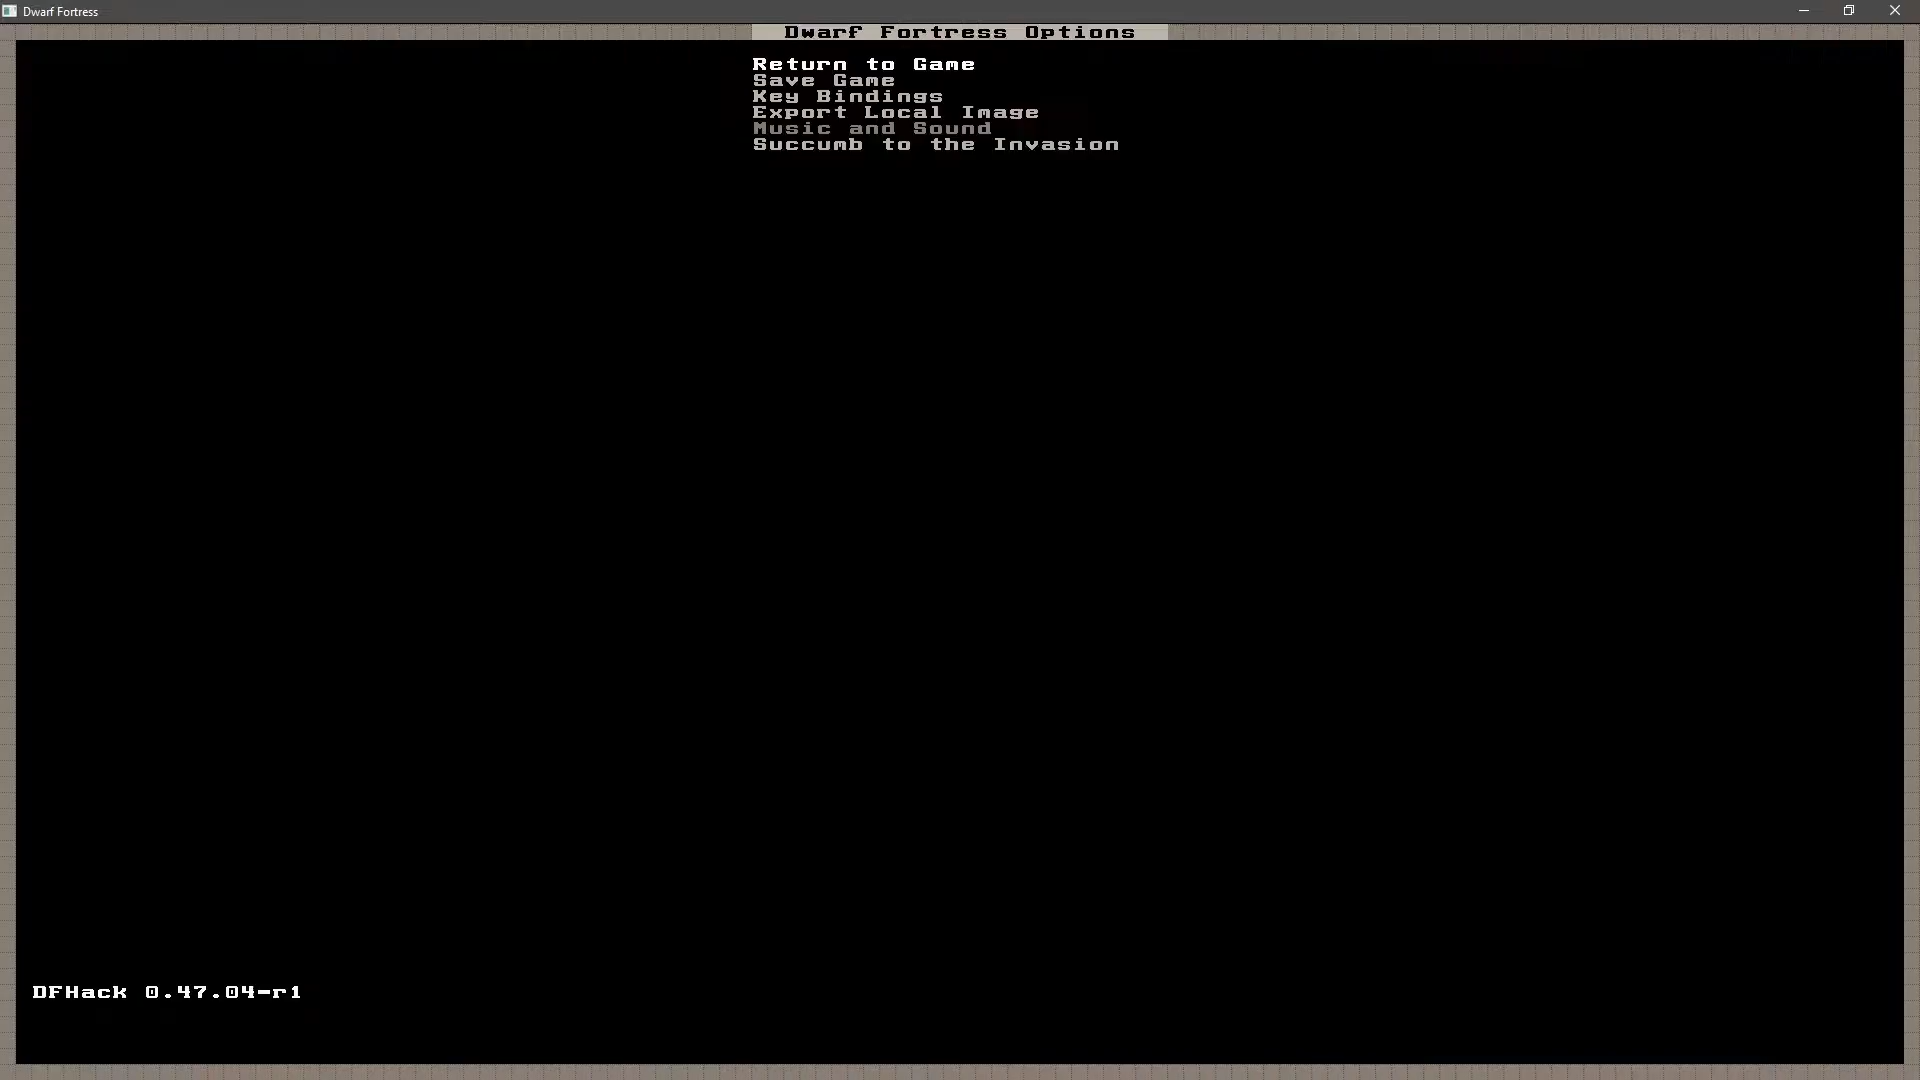 Dwarf Fortress
Dwarf Fortress Options
Return to Game
Save Game
Key Bindings
Export Local Image
Music and Sound
Succumb to the Invasion
DFHack 0.47.04-r1